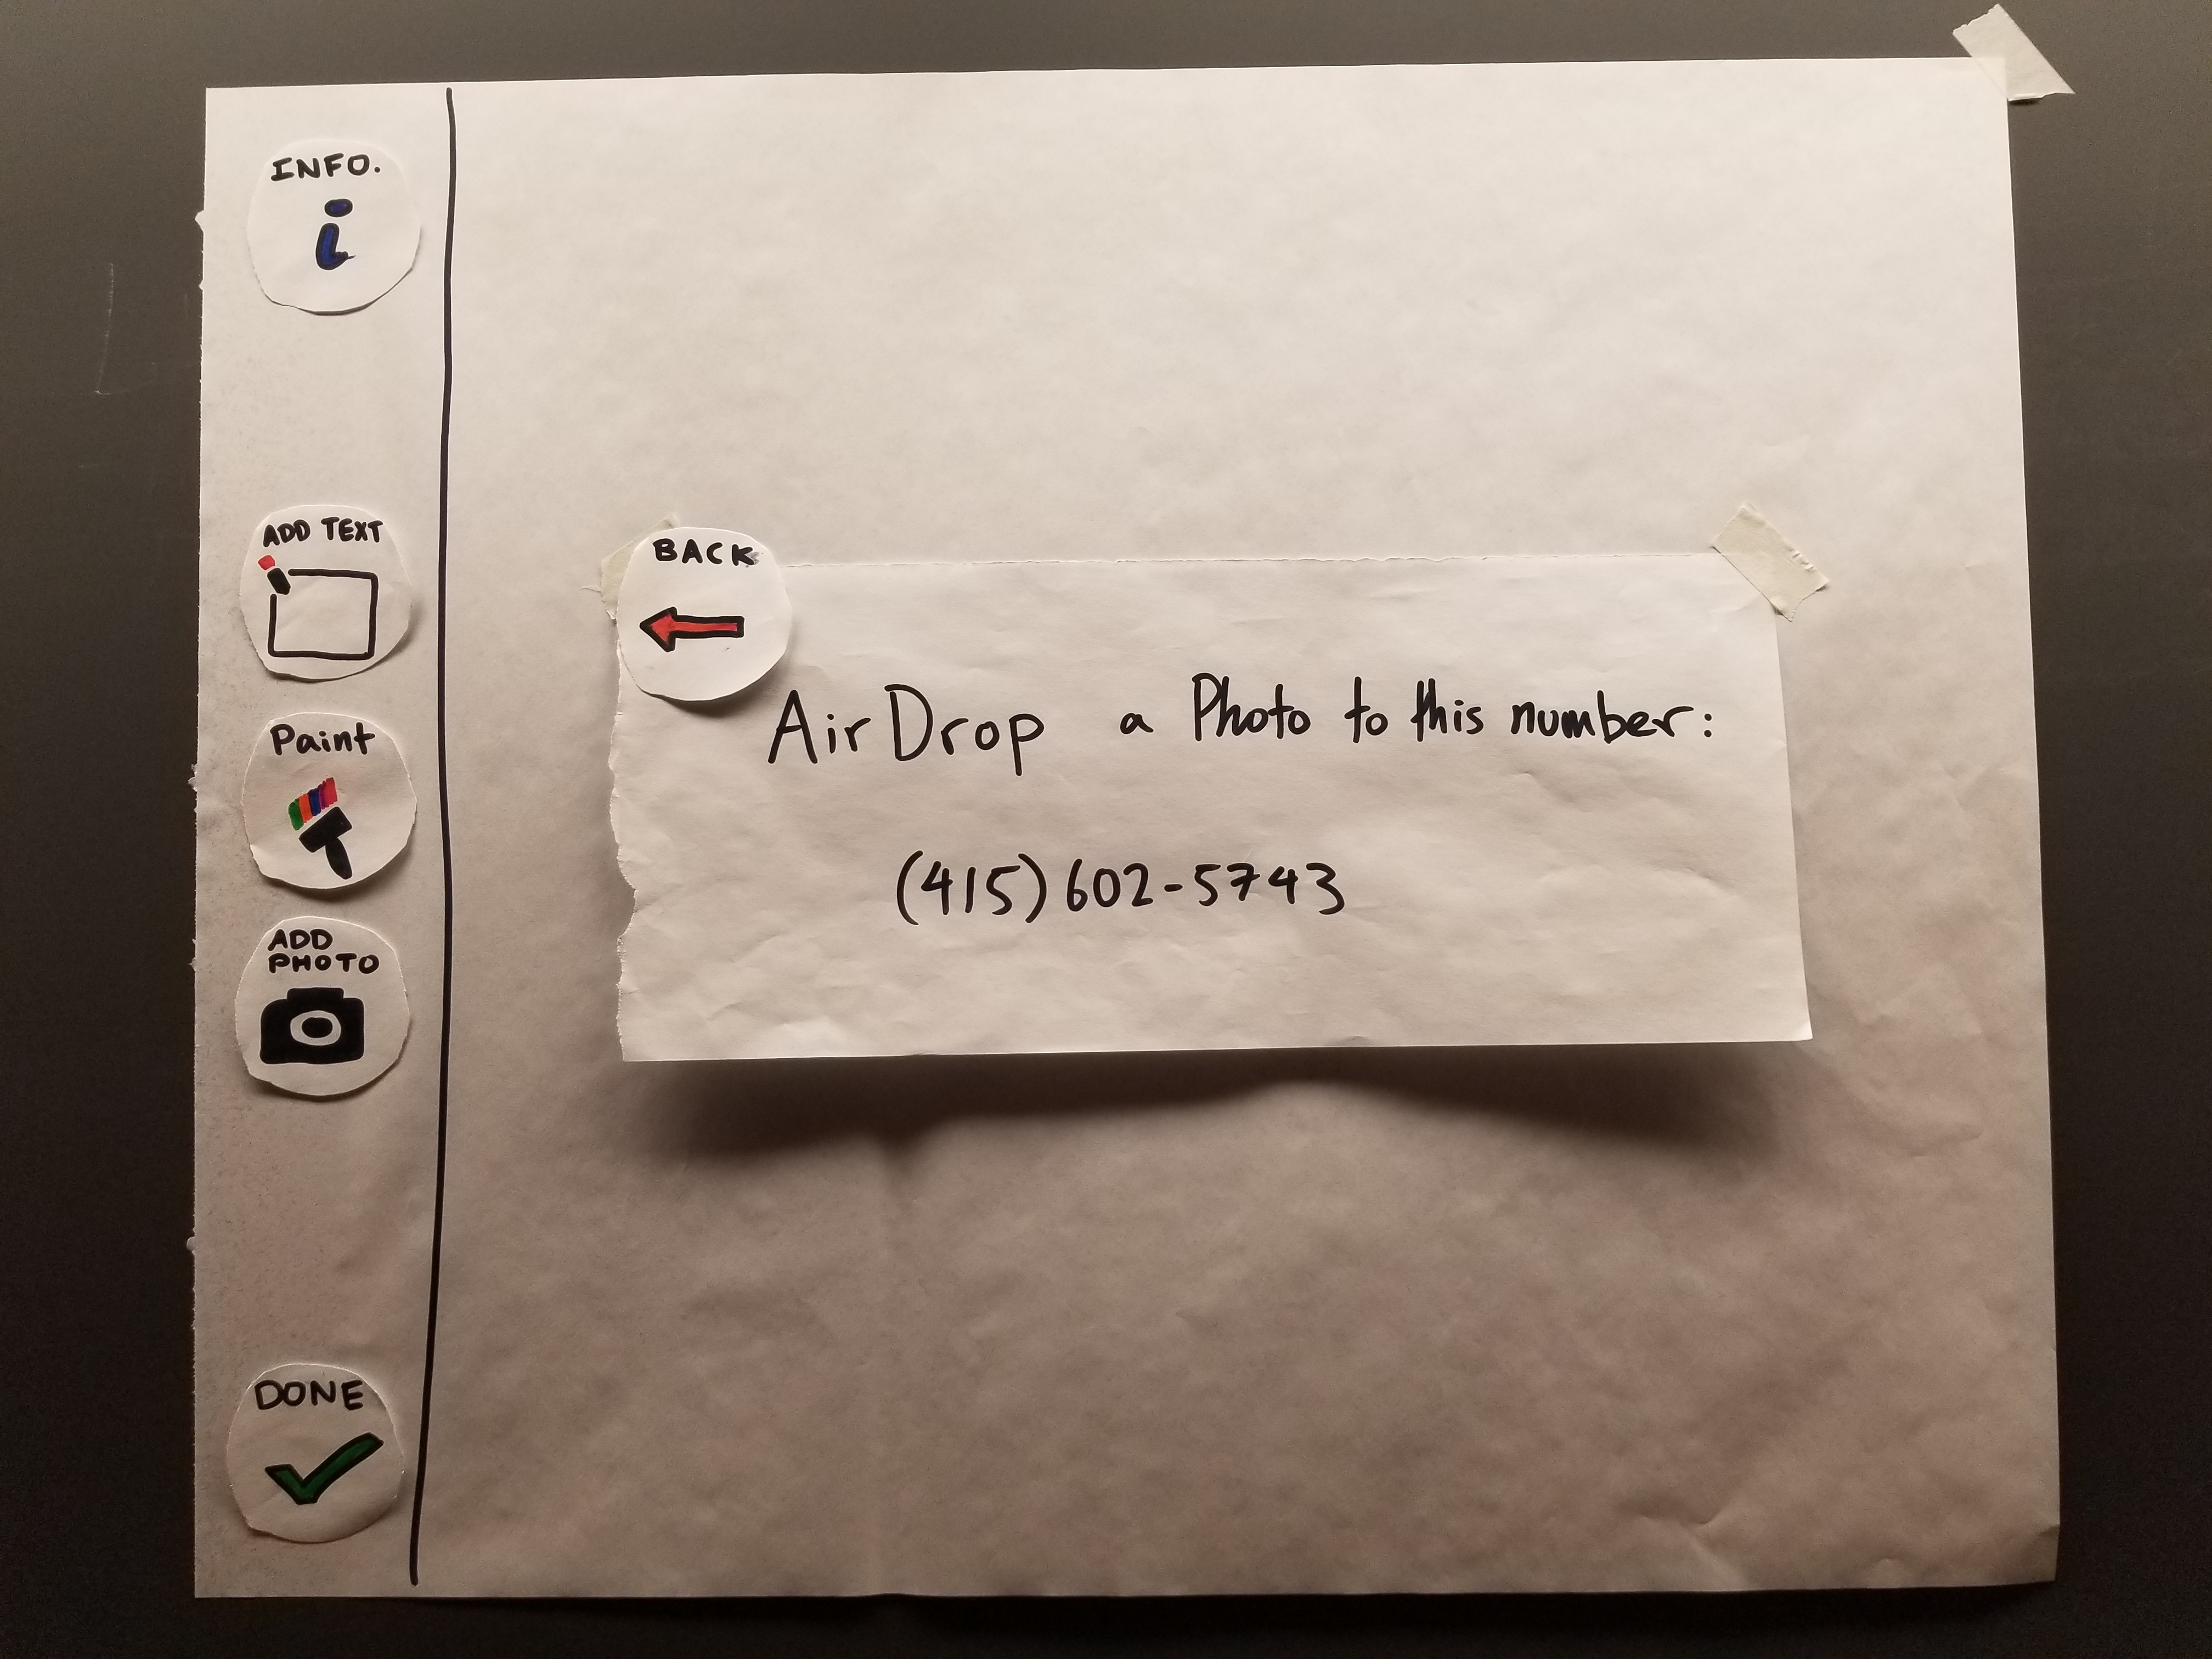 INFO.
i
ADD TEXT
Paint
ADD
PHOTO
DONE
BACK
AirDrop a Photo to this number:
(415) 602-5743